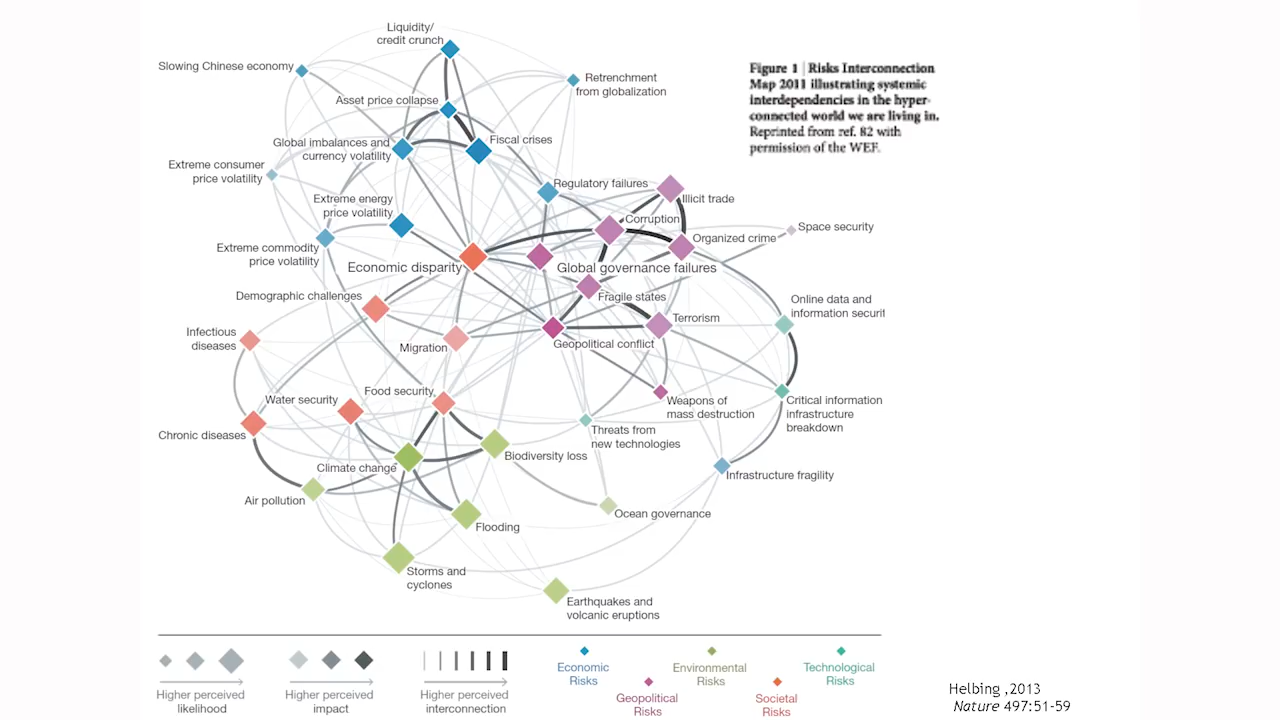 Liquidity/
credit crunch
Slowing Chinese economy
Retrenchment
from globalization
Asset price collapse
Global imbalances and
currency volatility
Fiscal crises
Extreme consumer
price volatility
Regulatory failures
Illicit trade
Extreme energy
price volatility
Corruption
Organized crime
Space security
Extreme commodity
price volatility
Economic disparity
Global governance failures
Demographic challenges
Fragile states
Online data and
information securit
Infectious
diseases
Migration
Terrorism
Geopolitical conflict
Water security
Food security
Weapons of
mass destruction
Critical information
infrastructure
breakdown
Chronic diseases
Threats from
new technologies
Climate change
Biodiversity loss
Infrastructure fragility
Air pollution
Ocean governance
Flooding
Storms and
cyclones
Earthquakes and
volcanic eruptions
Figure 1 | Risks Interconnection
Map 2011 illustrating systemic
interdependencies in the hyper-
connected world we are living in.
Reprinted from ref. 82 with
permission of the WEF.
Higher perceived
likelihood
Higher perceived
impact
Higher perceived
interconnection
Economic
Risks
Geopolitical
Risks
Environmental
Risks
Societal
Risks
Technological
Risks
Helbing ,2013
Nature 497:51-59